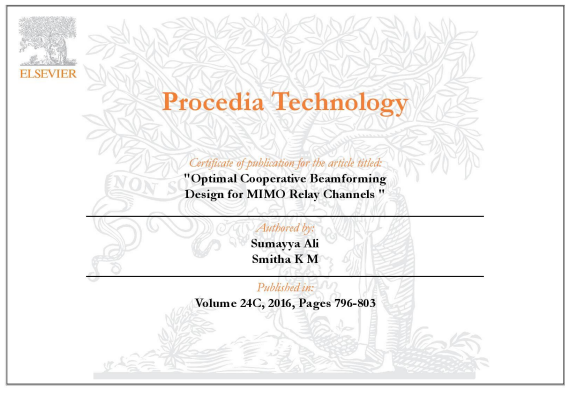 ELSEVIER
Procedia Technology
Certificate of publication for the article titled:
"Optimal Cooperative Beamforming
Design for MIMO Relay Channels "
NON SO
Authored by:
Sumayya Ali
Smitha K M
Published in:
Volume 24C, 2016, Pages 796-803